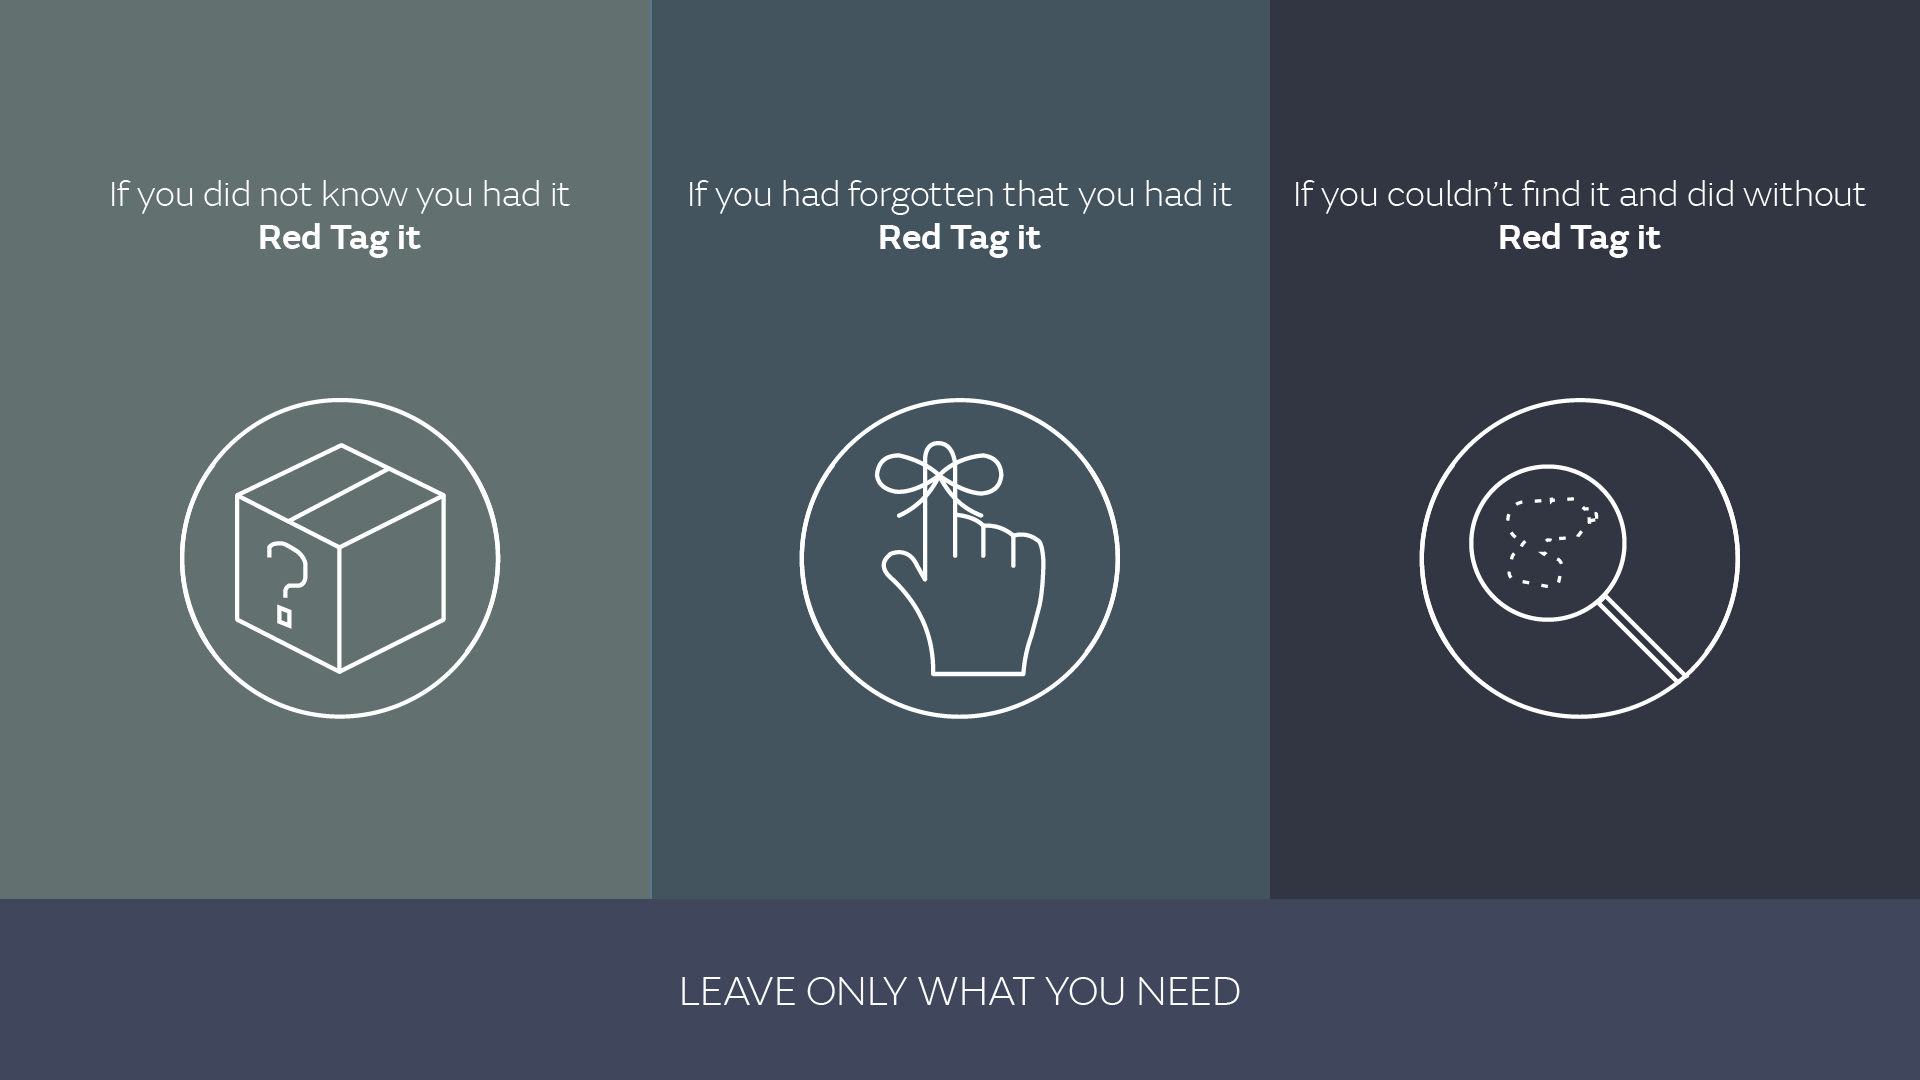 If you did not know you had it
Red Tag it
If you had forgotten that you had it
Red Tag it
If you couldn’t find it and did without
Red Tag it
?
LEAVE ONLY WHAT YOU NEED